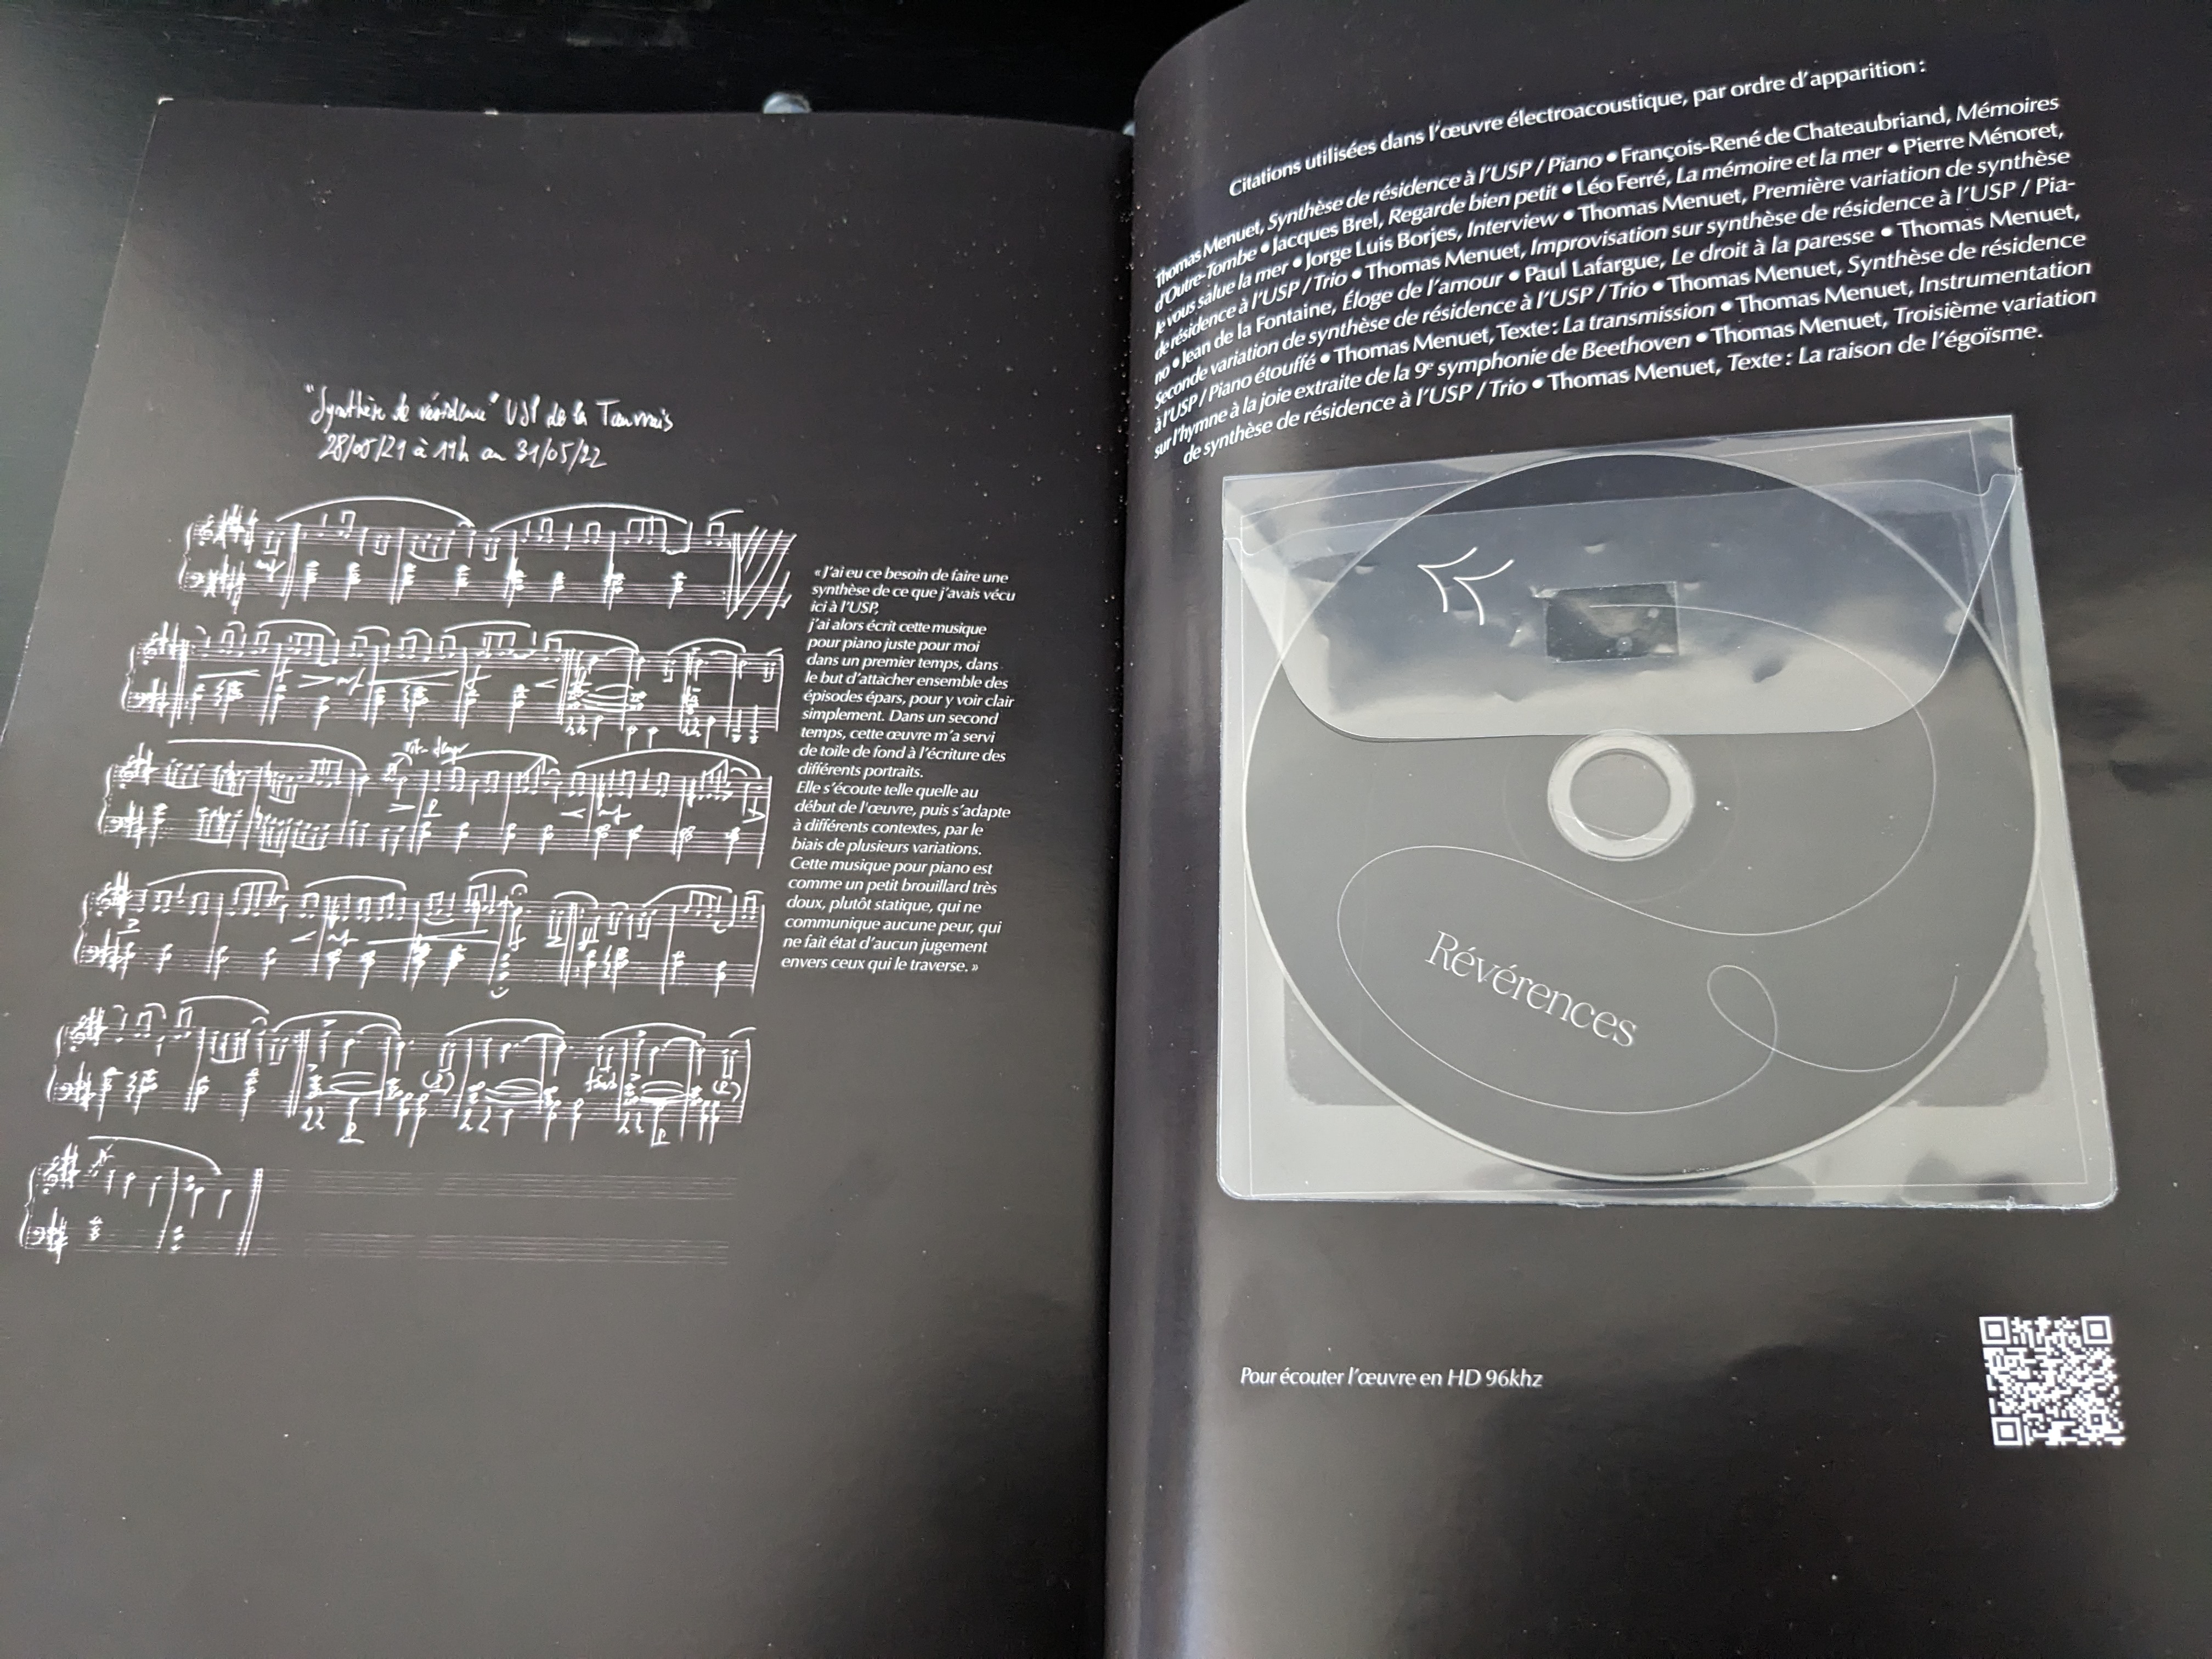 "Synthèse de résidence" USP de la Tauvrais
28/05/21 à 11h au 31/05/22
« J'ai eu ce besoin de faire une
synthèse de ce que j'avais vécu
ici à l'USP,
j'ai alors écrit cette musique
pour piano juste pour moi
dans un premier temps, dans
le but d'attacher ensemble des
épisodes épars, pour y voir clair
simplement. Dans un second
temps, cette œuvre m'a servi
de toile de fond à l'écriture des
différents portraits.
Elle s'écoute telle quelle au
début de l'œuvre, puis s'adapte
à différents contextes, par le
biais de plusieurs variations.
Cette musique pour piano est
comme un petit brouillard très
doux, plutôt statique, qui ne
communique aucune peur, qui
ne fait état d'aucun jugement
envers ceux qui le traverse. »
Citations utilisées dans l'œuvre électroacoustique, par ordre d'apparition :
Thomas Menuet, Synthèse de résidence à l'USP / Piano • François-René de Chateaubriand, Mémoires
d'Outre-Tombe • Jacques Brel, Regarde bien petit • Léo Ferré, La mémoire et la mer • Pierre Ménoret,
Je vous salue la mer • Jorge Luis Borjes, Interview • Thomas Menuet, Première variation de synthèse
de résidence à l'USP / Trio • Thomas Menuet, Improvisation sur synthèse de résidence à l'USP / Pia-
no • Jean de la Fontaine, Éloge de l'amour • Paul Lafargue, Le droit à la paresse • Thomas Menuet,
Seconde variation de synthèse de résidence à l'USP / Trio • Thomas Menuet, Synthèse de résidence
à l'USP / Piano étouffé • Thomas Menuet, Texte : La transmission • Thomas Menuet, Instrumentation
sur l'hymne à la joie extraite de la 9e symphonie de Beethoven • Thomas Menuet, Troisième variation
de synthèse de résidence à l'USP / Trio • Thomas Menuet, Texte : La raison de l'égoïsme.
Révérences
Pour écouter l'œuvre en HD 96khz